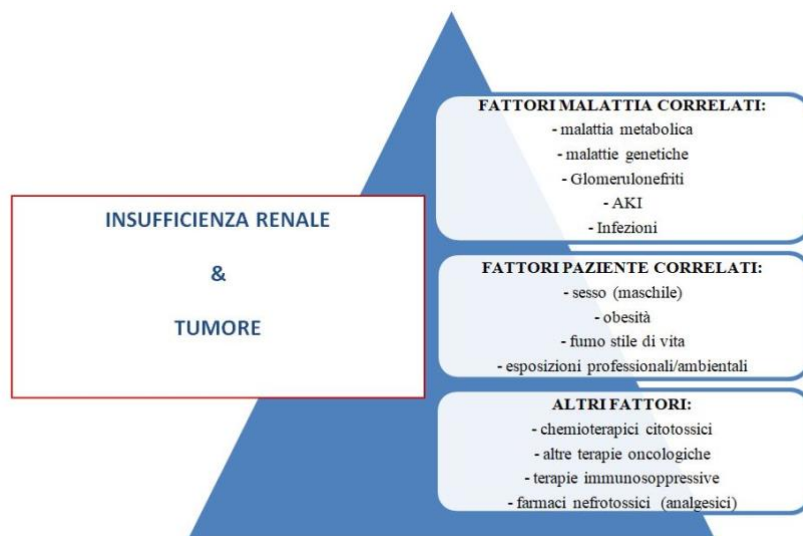 INSUFFICIENZA RENALE
&
TUMORE
FATTORI MALATTIA CORRELATI:
- malattia metabolica
- malattie genetiche
- Glomerulonefriti
- AKI
- Infezioni
FATTORI PAZIENTE CORRELATI:
- sesso (maschile)
- obesità
- fumo stile di vita
- esposizioni professionali/ambientali
ALTRI FATTORI:
- chemioterapici citotossici
- altre terapie oncologiche
- terapie immunosoppressive
- farmaci nefrotossici (analgesici)